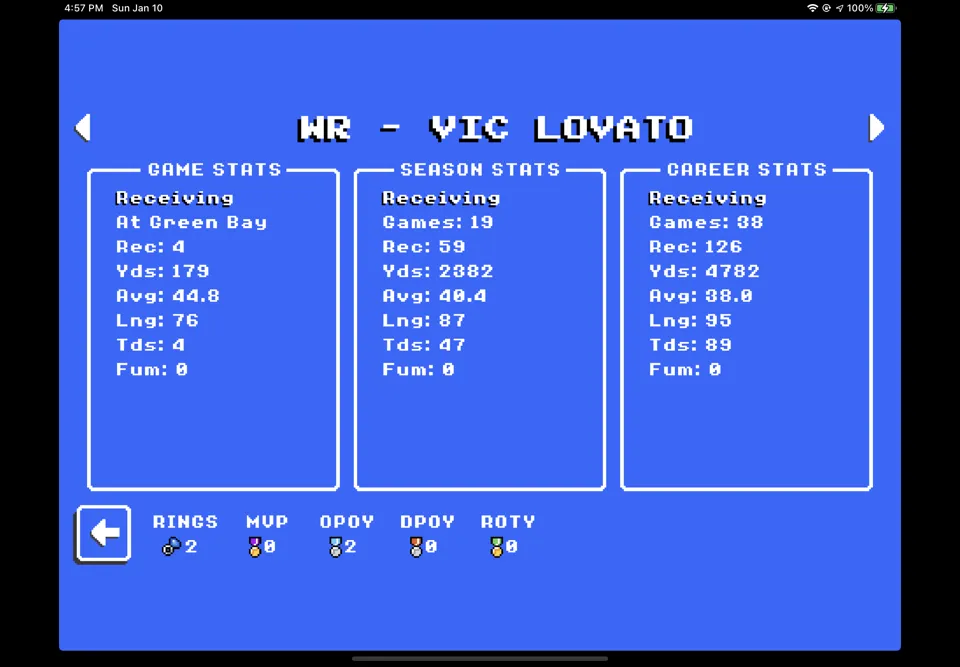 4:57 PM Sun Jan 10 100%
WR - VIC LOVATO
GAME STATS
Receiving
At Green Bay
Rec: 4
Yds: 179
Avg: 44.8
Lng: 76
Tds: 4
Fum: 0
SEASON STATS
Receiving
Games: 19
Rec: 59
Yds: 2382
Avg: 40.4
Lng: 87
Tds: 47
Fum: 0
CAREER STATS
Receiving
Games: 38
Rec: 126
Yds: 4782
Avg: 38.0
Lng: 95
Tds: 89
Fum: 0
RINGS MVP OPOY DPOY ROTY
2 0 2 0 0